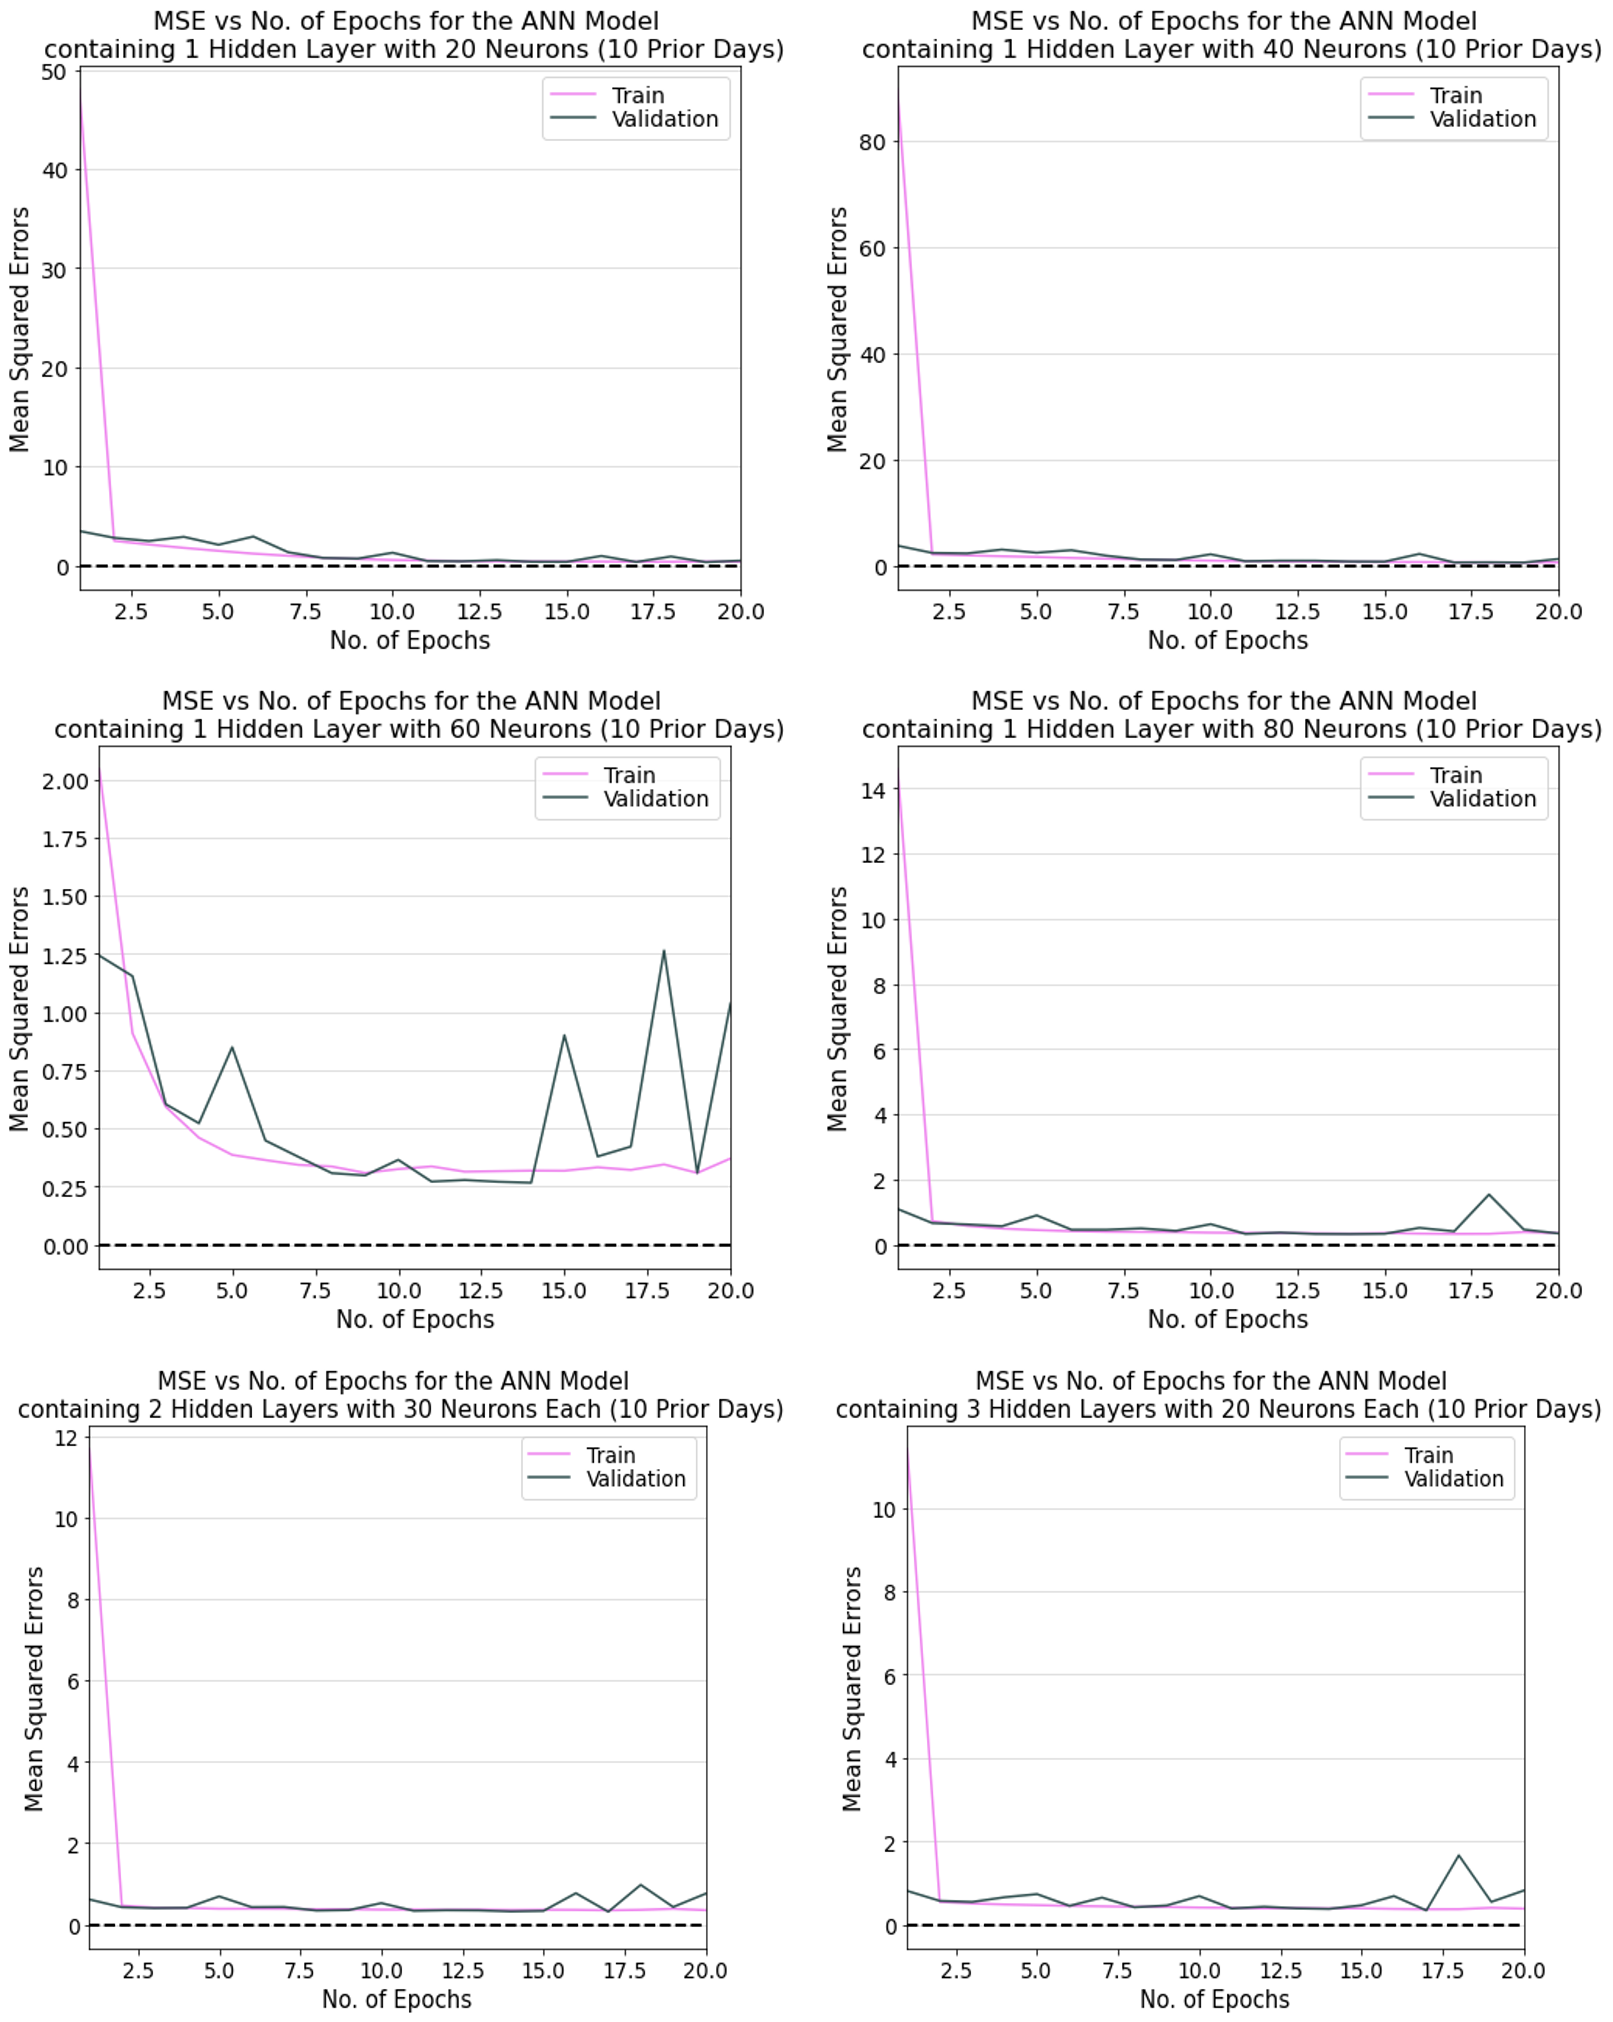 MSE vs No. of Epochs for the ANN Model
containing 1 Hidden Layer with 20 Neurons (10 Prior Days)
50
40
30
20
10
0
Mean Squared Errors
Train
Validation
2.5 5.0 7.5 10.0 12.5 15.0 17.5 20.0
No. of Epochs
MSE vs No. of Epochs for the ANN Model
containing 1 Hidden Layer with 40 Neurons (10 Prior Days)
80
60
40
20
0
Mean Squared Errors
Train
Validation
2.5 5.0 7.5 10.0 12.5 15.0 17.5 20.0
No. of Epochs
MSE vs No. of Epochs for the ANN Model
containing 1 Hidden Layer with 60 Neurons (10 Prior Days)
2.00
1.75
1.50
1.25
1.00
0.75
0.50
0.25
0.00
Mean Squared Errors
Train
Validation
2.5 5.0 7.5 10.0 12.5 15.0 17.5 20.0
No. of Epochs
MSE vs No. of Epochs for the ANN Model
containing 1 Hidden Layer with 80 Neurons (10 Prior Days)
14
12
10
8
6
4
2
0
Mean Squared Errors
Train
Validation
2.5 5.0 7.5 10.0 12.5 15.0 17.5 20.0
No. of Epochs
MSE vs No. of Epochs for the ANN Model
containing 2 Hidden Layers with 30 Neurons Each (10 Prior Days)
12
10
8
6
4
2
0
Mean Squared Errors
Train
Validation
2.5 5.0 7.5 10.0 12.5 15.0 17.5 20.0
No. of Epochs
MSE vs No. of Epochs for the ANN Model
containing 3 Hidden Layers with 20 Neurons Each (10 Prior Days)
10
8
6
4
2
0
Mean Squared Errors
Train
Validation
2.5 5.0 7.5 10.0 12.5 15.0 17.5 20.0
No. of Epochs